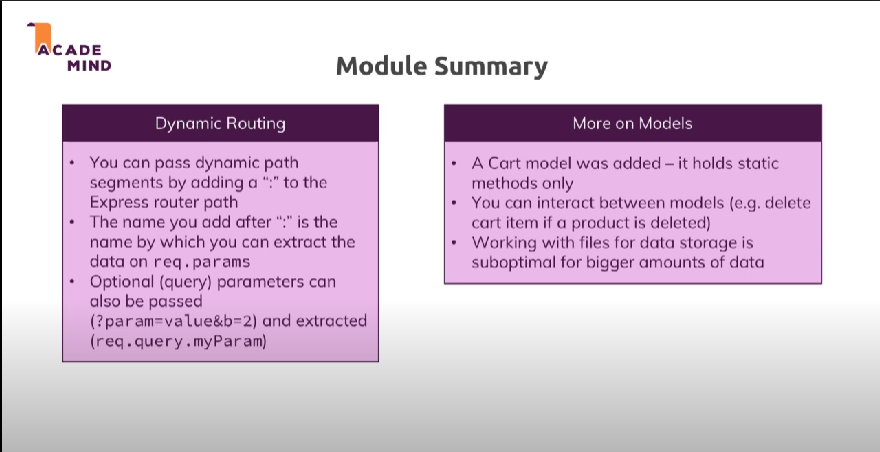 ACADE
MIND
Module Summary
Dynamic Routing
• You can pass dynamic path
segments by adding a “:” to the
Express router path
• The name you add after “:” is the
name by which you can extract the
data on req.params
• Optional (query) parameters can
also be passed
(?param=value&b=2) and extracted
(req.query.myParam)
More on Models
• A Cart model was added – it holds static
methods only
• You can interact between models (e.g. delete
cart item if a product is deleted)
• Working with files for data storage is
suboptimal for bigger amounts of data